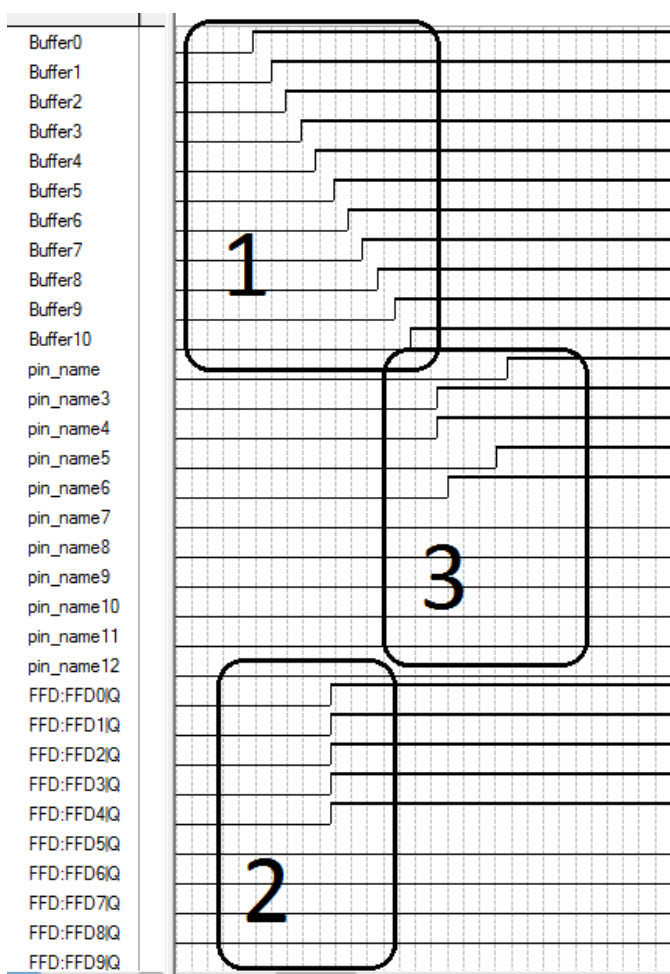 Buffer0
Buffer1
Buffer2
Buffer3
Buffer4
Buffer5
Buffer6
Buffer7
Buffer8
Buffer9
Buffer10
pin_name
pin_name3
pin_name4
pin_name5
pin_name6
pin_name7
pin_name8
pin_name9
pin_name10
pin_name11
pin_name12
FFD:FFD0|Q
FFD:FFD1|Q
FFD:FFD2|Q
FFD:FFD3|Q
FFD:FFD4|Q
FFD:FFD5|Q
FFD:FFD6|Q
FFD:FFD7|Q
FFD:FFD8|Q
FFD:FFD9|Q
1
3
2